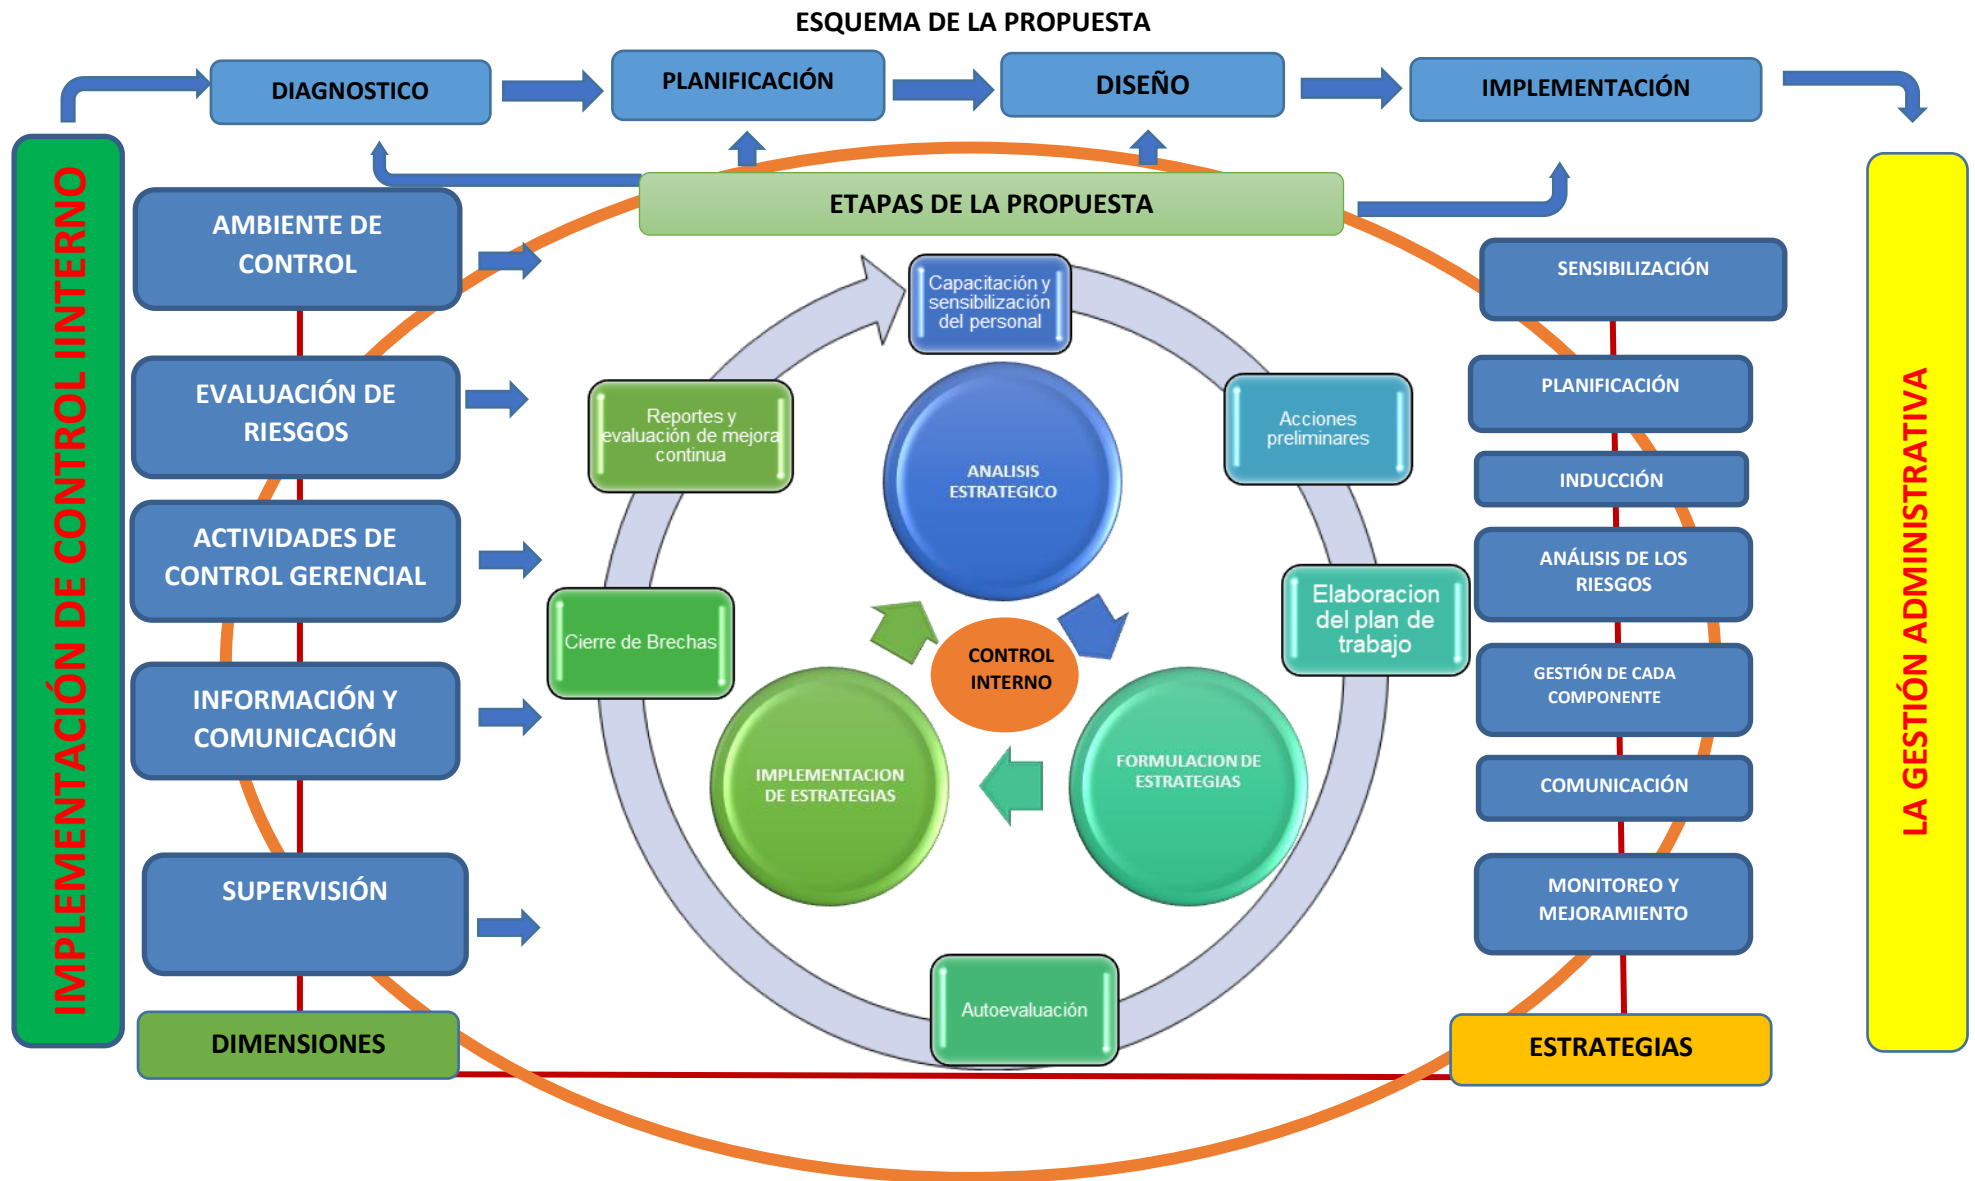 ESQUEMA DE LA PROPUESTA
DIAGNOSTICO
PLANIFICACIÓN
DISEÑO
IMPLEMENTACIÓN
ETAPAS DE LA PROPUESTA
IMPLEMENTACIÓN DE CONTROL IINTERNO
AMBIENTE DE
CONTROL
EVALUACIÓN DE
RIESGOS
ACTIVIDADES DE
CONTROL GERENCIAL
INFORMACIÓN Y
COMUNICACIÓN
SUPERVISIÓN
DIMENSIONES
Capacitación y
sensibilización
del personal
Acciones
preliminares
Elaboracion
del plan de
trabajo
Autoevaluación
Cierre de Brechas
Reportes y
evaluación de mejora
continua
ANALISIS
ESTRATEGICO
CONTROL
INTERNO
FORMULACION DE
ESTRATEGIAS
IMPLEMENTACION
DE ESTRATEGIAS
SENSIBILIZACIÓN
PLANIFICACIÓN
INDUCCIÓN
ANÁLISIS DE LOS
RIESGOS
GESTIÓN DE CADA
COMPONENTE
COMUNICACIÓN
MONITOREO Y
MEJORAMIENTO
ESTRATEGIAS
LA GESTIÓN ADMINISTRATIVA